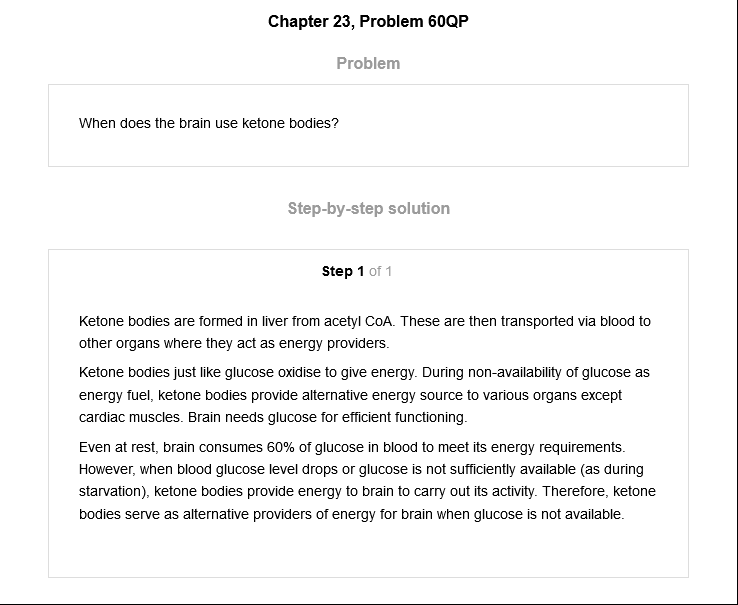 Chapter 23, Problem 60QP
Problem
When does the brain use ketone bodies?
Step-by-step solution
Step 1 of 1
Ketone bodies are formed in liver from acetyl CoA. These are then transported via blood to
other organs where they act as energy providers.
Ketone bodies just like glucose oxidise to give energy. During non-availability of glucose as
energy fuel, ketone bodies provide alternative energy source to various organs except
cardiac muscles. Brain needs glucose for efficient functioning.
Even at rest, brain consumes 60% of glucose in blood to meet its energy requirements.
However, when blood glucose level drops or glucose is not sufficiently available (as during
starvation), ketone bodies provide energy to brain to carry out its activity. Therefore, ketone
bodies serve as alternative providers of energy for brain when glucose is not available.